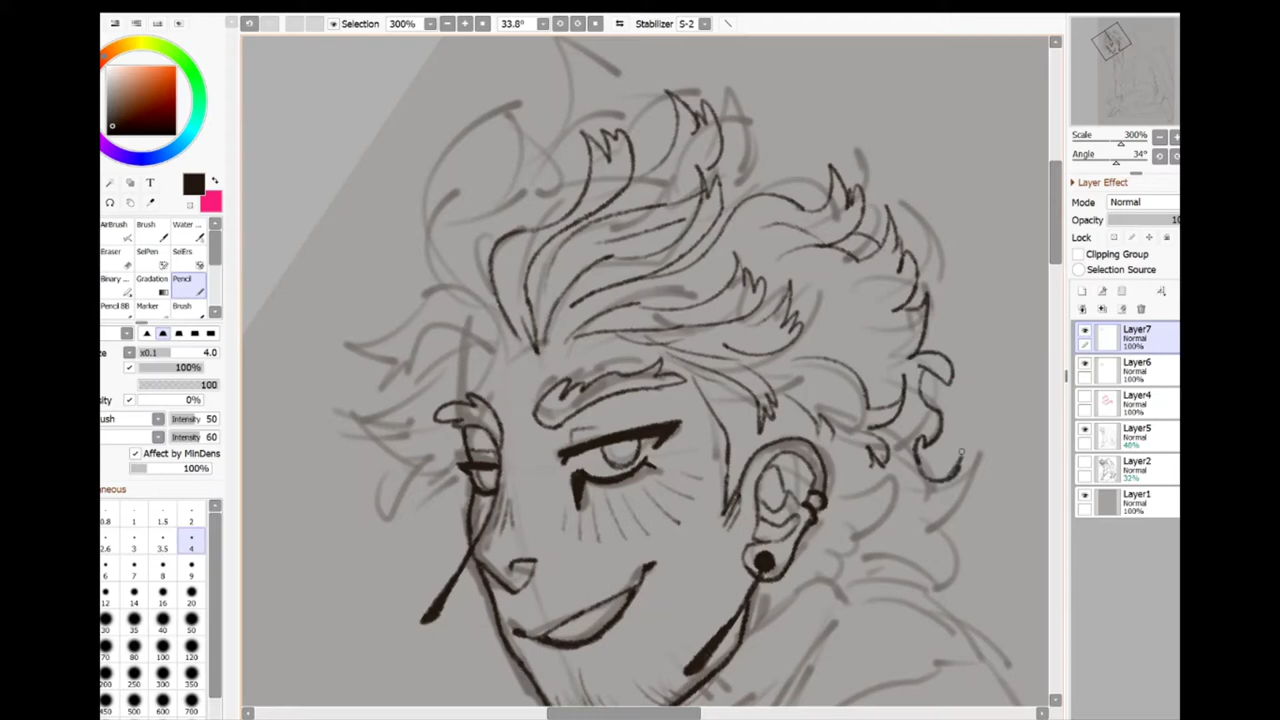 Selection 300% 33.8° Stabilizer S-2
T
AirBrush Brush Water ...
Eraser SelPen SelErs
Binary ... Gradation Pencil
Pencil 8B Marker Brush
x0.1 4.0
100%
100
0%
Intensity 50
Intensity 60
Affect by MinDens
100%
0.8 1 1.5 2
2.6 3 3.5 4
6 7 8 9
12 14 16 20
30 35 40 50
70 80 100 120
200 250 300 350
450 500 600 700
Scale 300%
Angle 34°
Layer Effect
Mode Normal
Opacity
Lock
Clipping Group
Selection Source
Layer7
Normal
100%
Layer6
Normal
100%
Layer4
Normal
100%
Layer5
Normal
40%
Layer2
Normal
32%
Layer1
Normal
100%